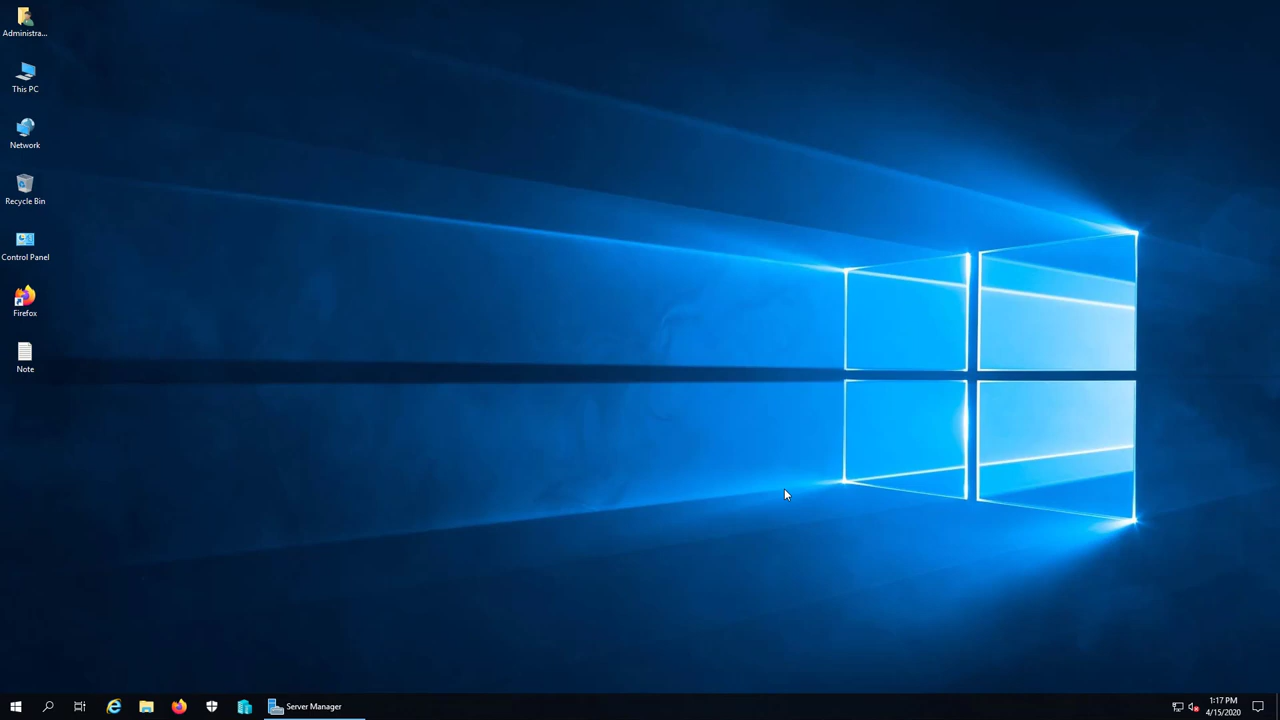 Administra...
This PC
Network
Recycle Bin
Control Panel
Firefox
Note
Server Manager
1:17 PM
4/15/2020